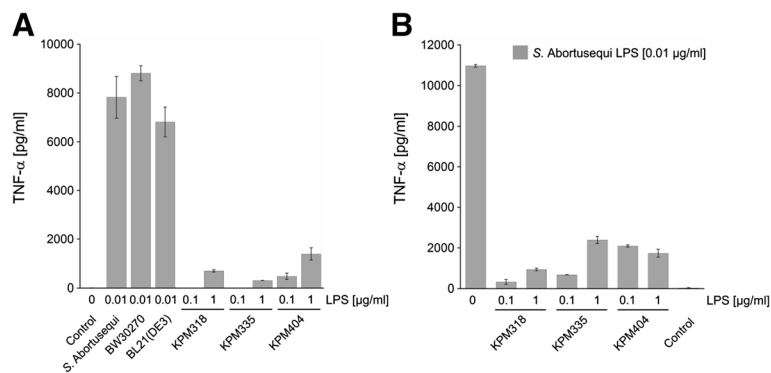 A
TNF-α [pg/ml]
10000
8000
6000
4000
2000
0
0 0.01 0.01 0.01 0.1 1 0.1 1 0.1 1 LPS [µg/ml]
Control
S. Abortusequi
BW30270
BL21(DE3)
KPM318
KPM335
KPM404
B
TNF-α [pg/ml]
12000
10000
8000
6000
4000
2000
0
S. Abortusequi LPS [0.01 µg/ml]
0 0.1 1 0.1 1 0.1 1 LPS [µg/ml]
KPM318
KPM335
KPM404
Control